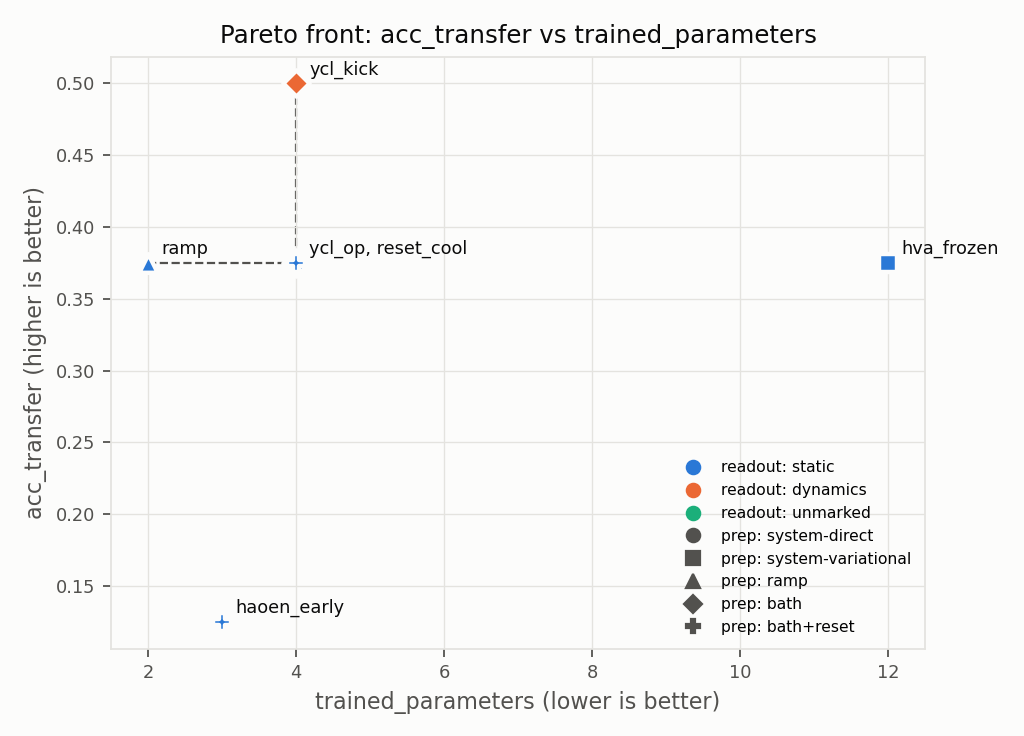 Pareto front: acc_transfer vs trained_parameters
ycl_kick
0.50
0.45
0.40
ramp
ycl_op, reset_cool
hva_frozen
0.35
0.30
0.25
0.20
0.15
acc_transfer (higher is better)
haoen_early
readout: static
readout: dynamics
readout: unmarked
prep: system-direct
prep: system-variational
prep: ramp
prep: bath
prep: bath+reset
2
4
6
8
10
12
trained_parameters (lower is better)